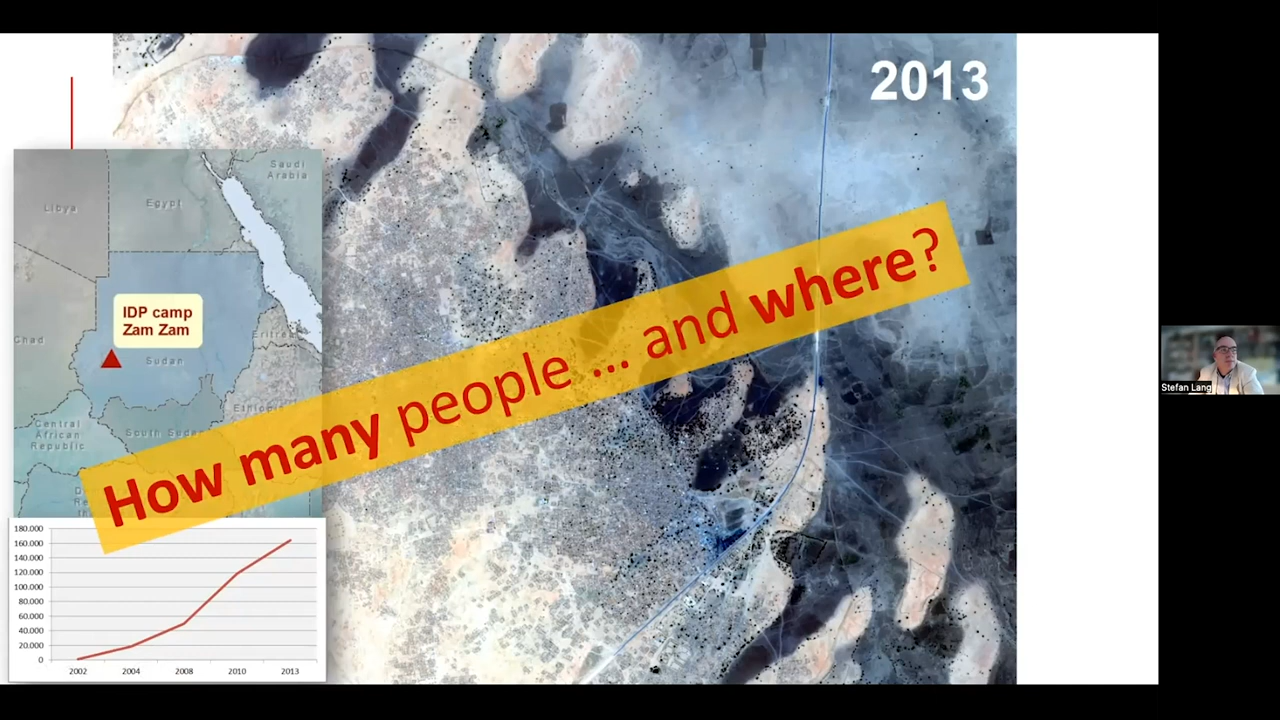 2013
Saudi
Arabia
Libya
Egypt
IDP camp
Zam Zam
Chad
Sudan
Eritr
Ethiopia
Central
African
Republic
South Sudan
How many people ... and where?
180.000
160.000
140.000
120.000
100.000
80.000
60.000
40.000
20.000
0
2002 2004 2008 2010 2013
Stefan Lang